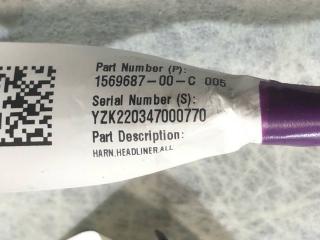 Part Number (P):
1569687-00-C 005
Serial Number (S):
YZK220347000770
Part Description:
HARN,HEADLINER,ALL